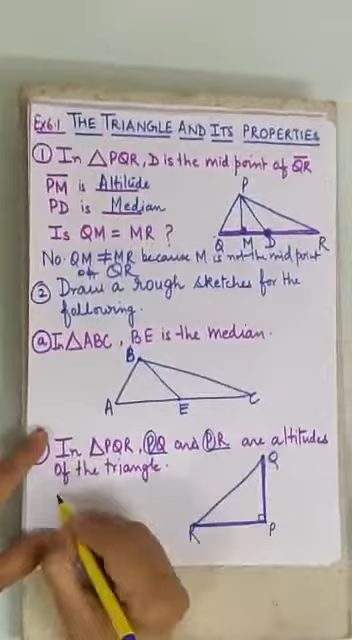 Ex 6.1 THE TRIANGLE AND ITS PROPERTIES
① In △PQR, D is the mid point of QR
PM is Altitude
PD is Median
Is QM = MR ?
P
Q M D R
No QM ≠ MR because M is not the mid point
of QR
② Draw a rough sketches for the
following.
ⓐ In △ABC, BE is the median.
B
A E C
In △PQR, PQ and PR are altitudes
of the triangle.
Q
R P